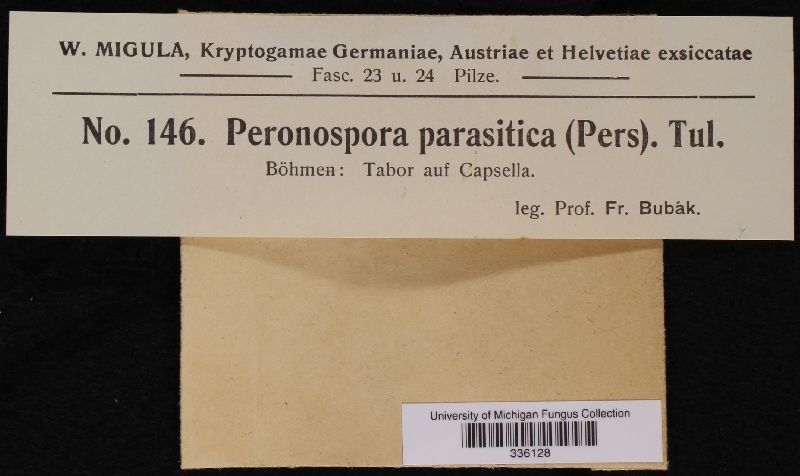 W. MIGULA, Kryptogamae Germaniae, Austriae et Helvetiae exsiccatae
Fasc. 23 u. 24 Pilze.
No. 146. Peronospora parasitica (Pers). Tul.
Böhmen: Tabor auf Capsella.
leg. Prof. Fr. Bubák.
University of Michigan Fungus Collection
336128